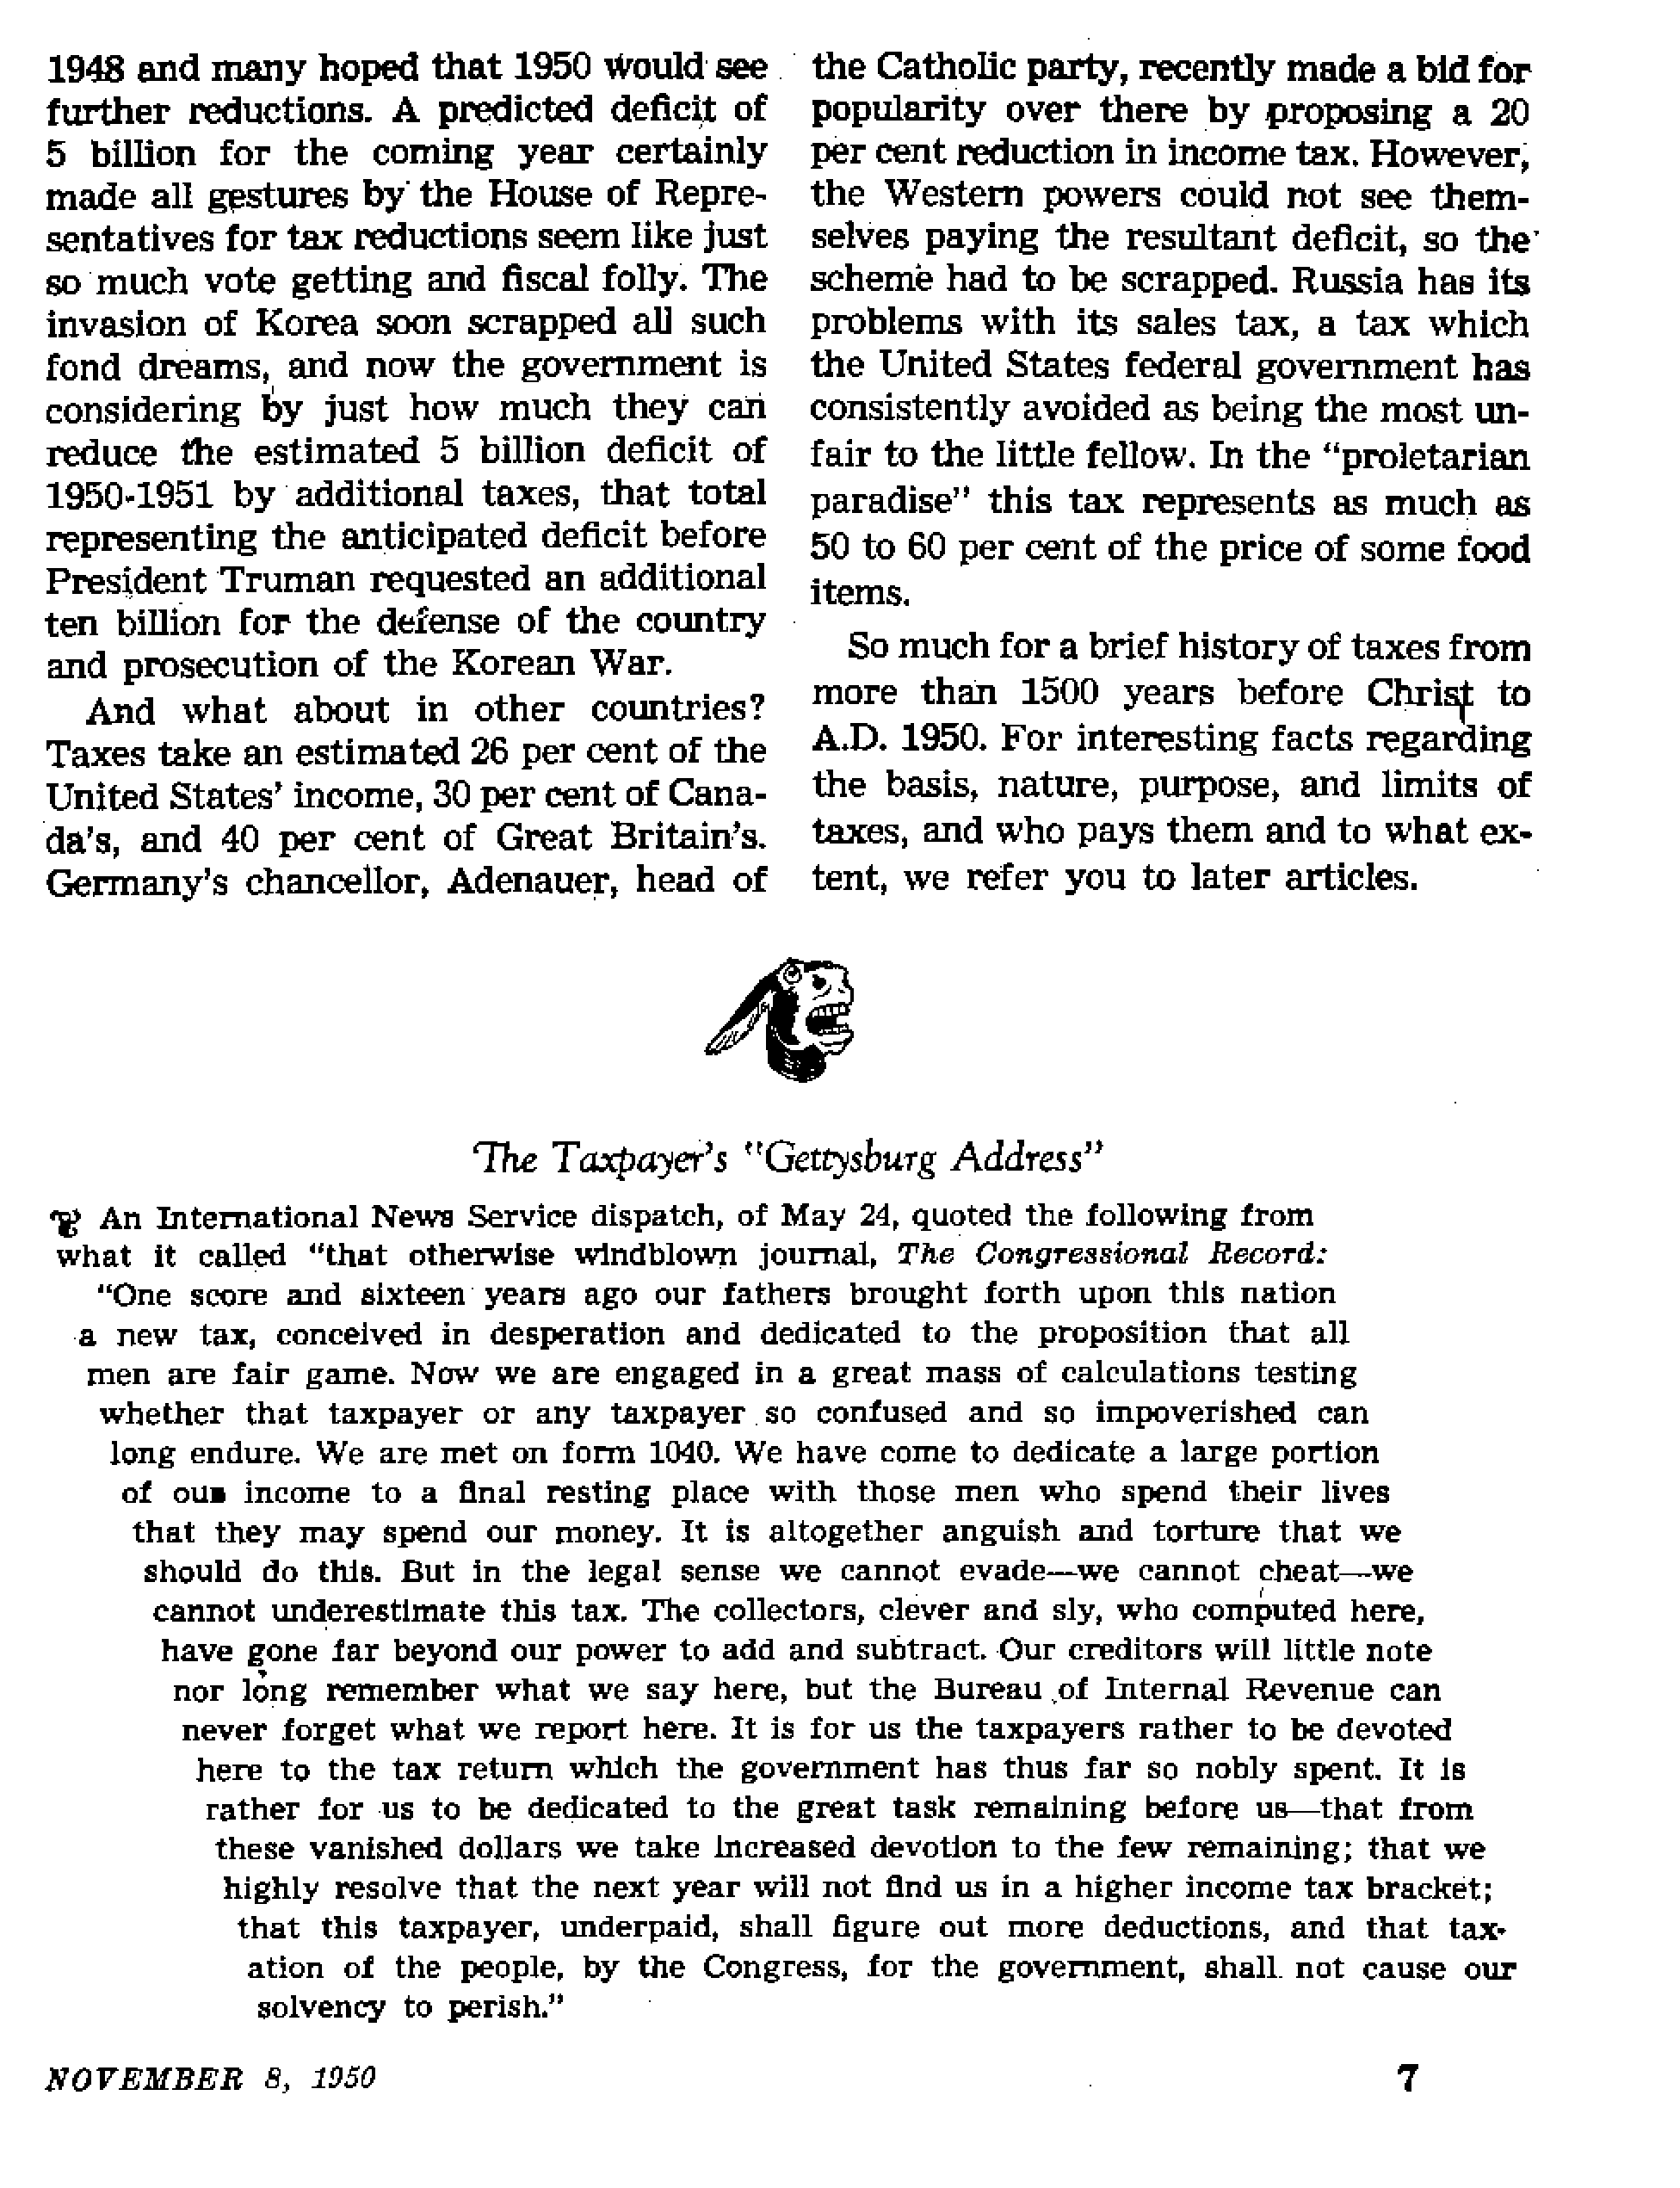 1948 and many hoped that 1950 would see
further reductions. A predicted deficit of
5 billion for the coming year certainly
made all gestures by the House of Repre-
sentatives for tax reductions seem like just
so much vote getting and fiscal folly. The
invasion of Korea soon scrapped all such
fond dreams, and now the government is
considering by just how much they can
reduce the estimated 5 billion deficit of
1950-1951 by additional taxes, that total
representing the anticipated deficit before
President Truman requested an additional
ten billion for the defense of the country
and prosecution of the Korean War.
And what about in other countries?
Taxes take an estimated 26 per cent of the
United States' income, 30 per cent of Cana-
da's, and 40 per cent of Great Britain's.
Germany's chancellor, Adenauer, head of
the Catholic party, recently made a bid for
popularity over there by proposing a 20
per cent reduction in income tax. However,
the Western powers could not see them-
selves paying the resultant deficit, so the
scheme had to be scrapped. Russia has its
problems with its sales tax, a tax which
the United States federal government has
consistently avoided as being the most un-
fair to the little fellow. In the "proletarian
paradise" this tax represents as much as
50 to 60 per cent of the price of some food
items.
So much for a brief history of taxes from
more than 1500 years before Christ to
A.D. 1950. For interesting facts regarding
the basis, nature, purpose, and limits of
taxes, and who pays them and to what ex-
tent, we refer you to later articles.
The Taxpayer's "Gettysburg Address"
An International News Service dispatch, of May 24, quoted the following from
what it called "that otherwise windblown journal, The Congressional Record:
"One score and sixteen years ago our fathers brought forth upon this nation
a new tax, conceived in desperation and dedicated to the proposition that all
men are fair game. Now we are engaged in a great mass of calculations testing
whether that taxpayer or any taxpayer so confused and so impoverished can
long endure. We are met on form 1040. We have come to dedicate a large portion
of our income to a final resting place with those men who spend their lives
that they may spend our money. It is altogether anguish and torture that we
should do this. But in the legal sense we cannot evade—we cannot cheat—we
cannot underestimate this tax. The collectors, clever and sly, who computed here,
have gone far beyond our power to add and subtract. Our creditors will little note
nor long remember what we say here, but the Bureau of Internal Revenue can
never forget what we report here. It is for us the taxpayers rather to be devoted
here to the tax return which the government has thus far so nobly spent. It is
rather for us to be dedicated to the great task remaining before us—that from
these vanished dollars we take increased devotion to the few remaining; that we
highly resolve that the next year will not find us in a higher income tax bracket;
that this taxpayer, underpaid, shall figure out more deductions, and that tax-
ation of the people, by the Congress, for the government, shall not cause our
solvency to perish."
NOVEMBER 8, 1950
7